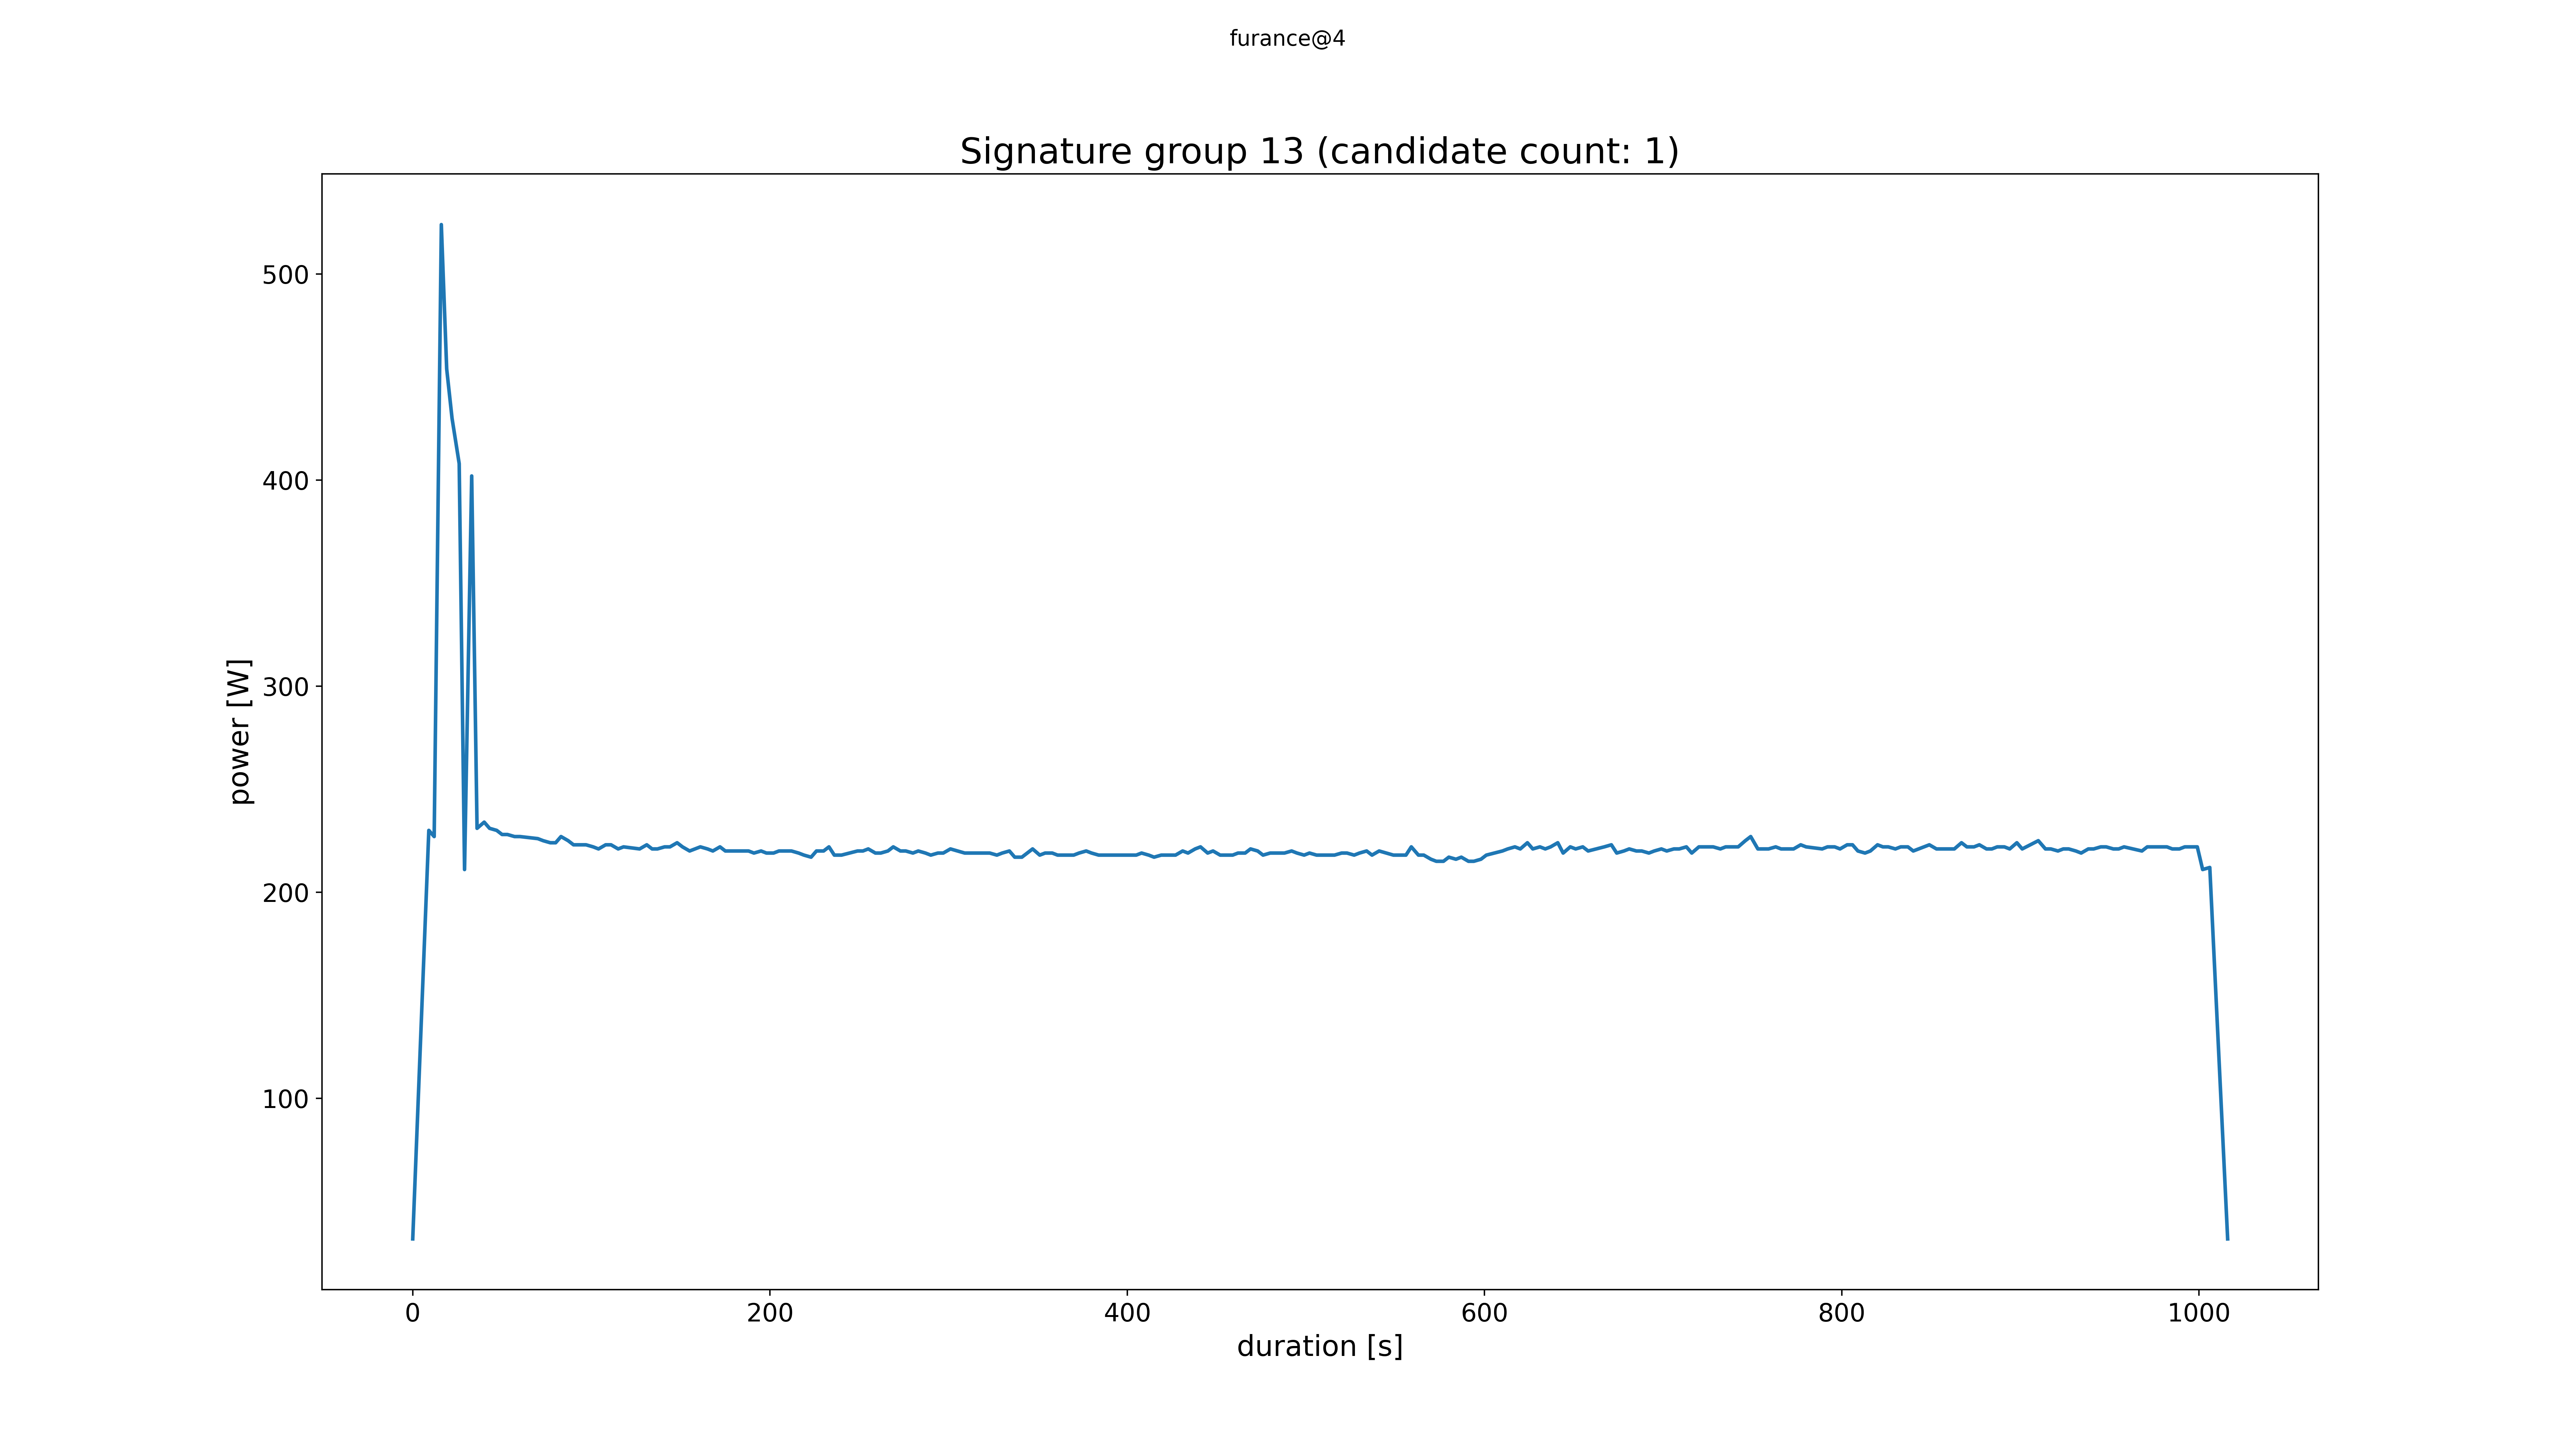 furance@4
Signature group 13 (candidate count: 1)
500
400
300
200
100
power [W]
0 200 400 600 800 1000
duration [s]